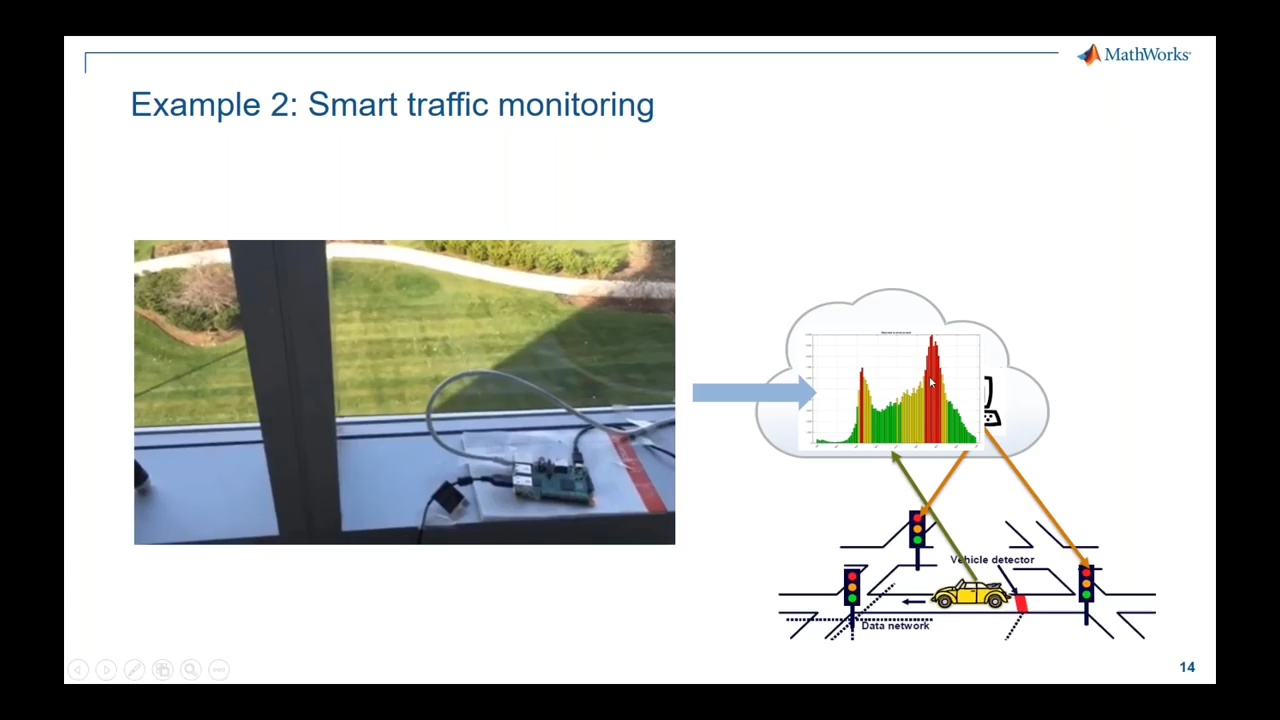 MathWorks®
Example 2: Smart traffic monitoring
Vehicle detector
Data network
14